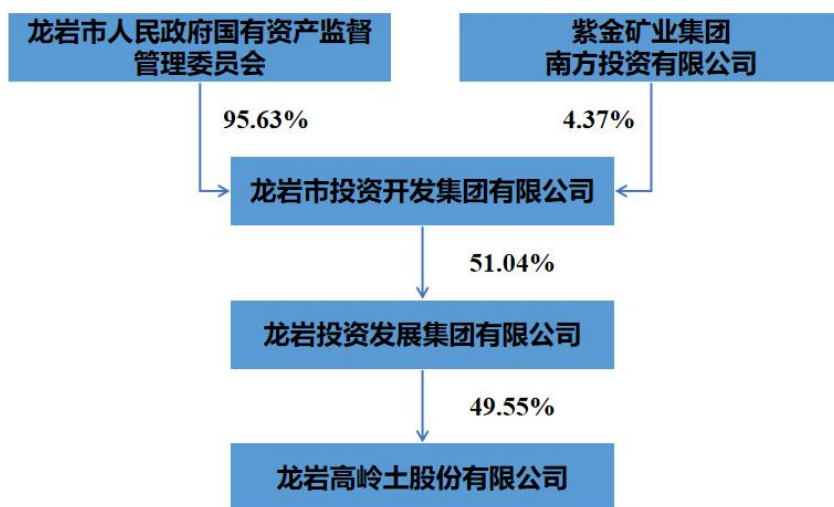 龙岩市人民政府国有资产监督
管理委员会
紫金矿业集团
南方投资有限公司
95.63%
4.37%
龙岩市投资开发集团有限公司
51.04%
龙岩投资发展集团有限公司
49.55%
龙岩高岭土股份有限公司